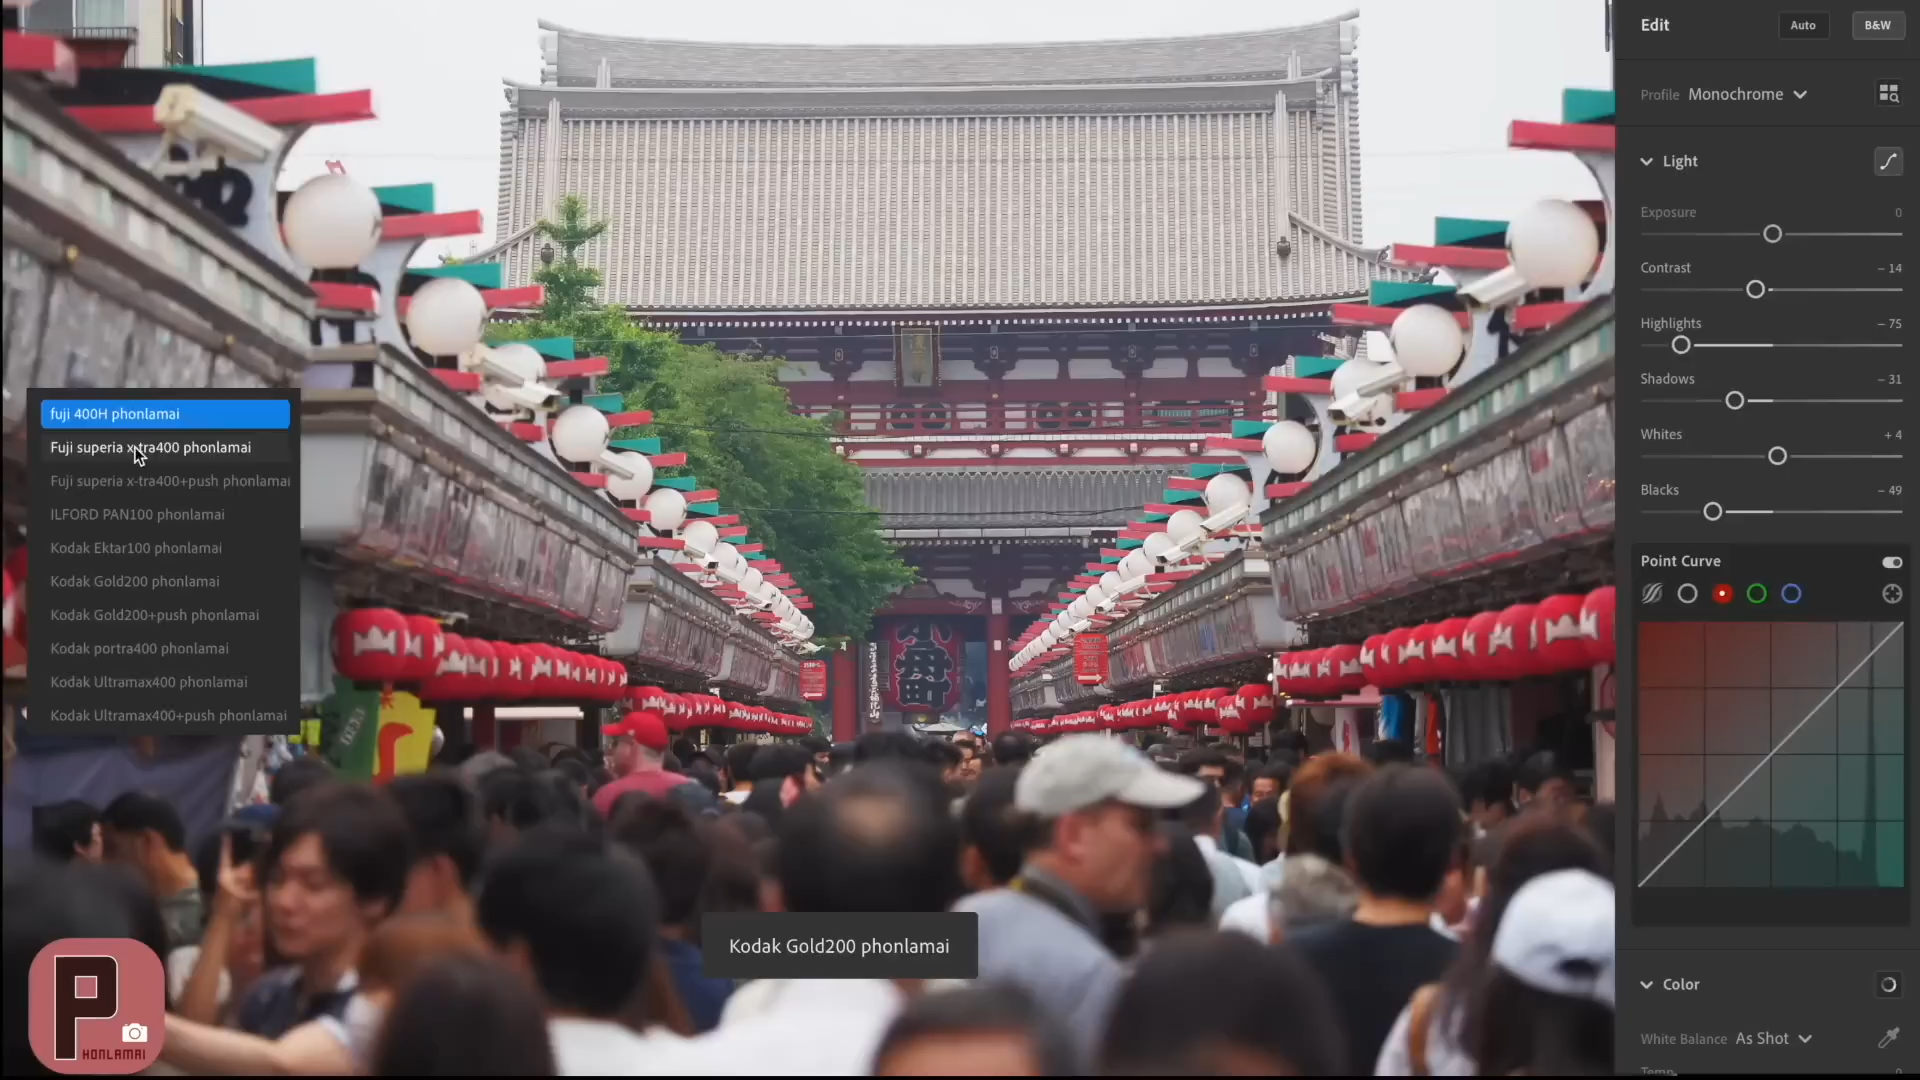 Edit
Auto
B&W
Profile Monochrome
Light
Exposure 0
Contrast – 14
Highlights – 75
Shadows – 31
Whites + 4
Blacks – 49
Point Curve
Color
White Balance As Shot
fuji 400H phonlamai
Fuji superia x-tra400 phonlamai
Fuji superia x-tra400+push phonlamai
ILFORD PAN100 phonlamai
Kodak Ektar100 phonlamai
Kodak Gold200 phonlamai
Kodak Gold200+push phonlamai
Kodak portra400 phonlamai
Kodak Ultramax400 phonlamai
Kodak Ultramax400+push phonlamai
Kodak Gold200 phonlamai
P
HONLAMAI